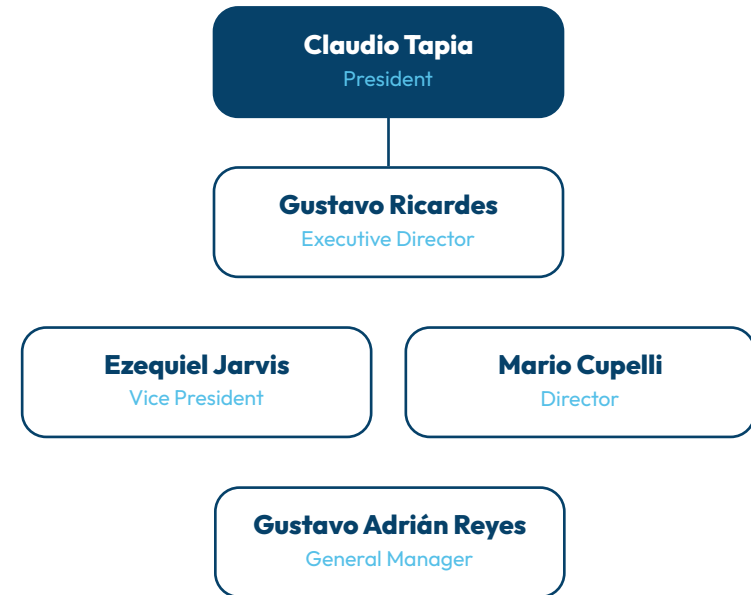 Claudio Tapia
President
Gustavo Ricardes
Executive Director
Ezequiel Jarvis
Vice President
Mario Cupelli
Director
Gustavo Adrián Reyes
General Manager